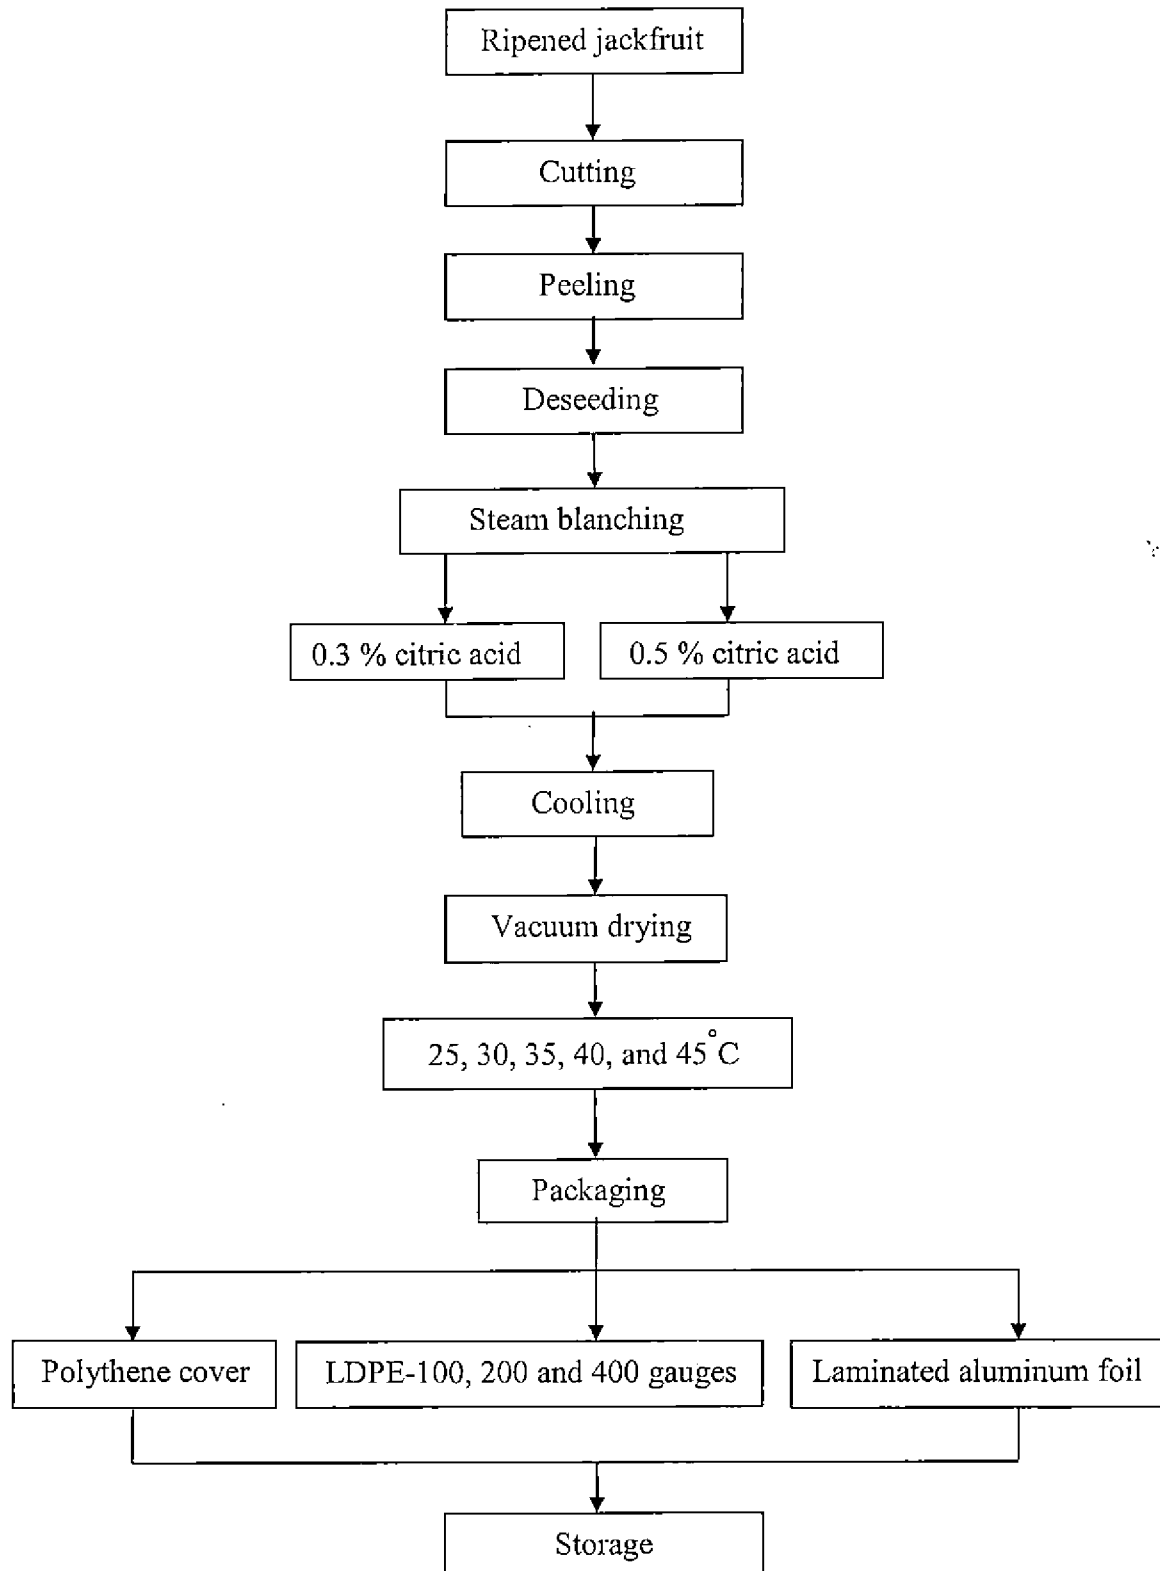 Ripened jackfruit
Cutting
Peeling
Deseeding
Steam blanching
0.3 % citric acid
0.5 % citric acid
Cooling
Vacuum drying
25, 30, 35, 40, and 45°C
Packaging
Polythene cover
LDPE-100, 200 and 400 gauges
Laminated aluminum foil
Storage